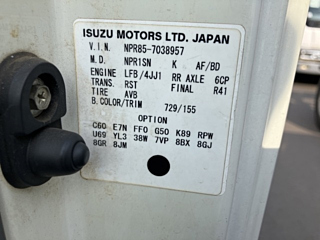 ISUZU MOTORS LTD. JAPAN
V.I.N. NPR85-7038957
M.D. NPR1SN K AF/BD
ENGINE LFB/4JJ1 RR AXLE 6CP
TRANS. RST FINAL R41
TIRE AVB
B.COLOR/TRIM 729/155
OPTION
C60 E7N FF0 G50 K89 RPW
U69 YL3 38W 7VP 8BX 8GJ
8GR 8JM